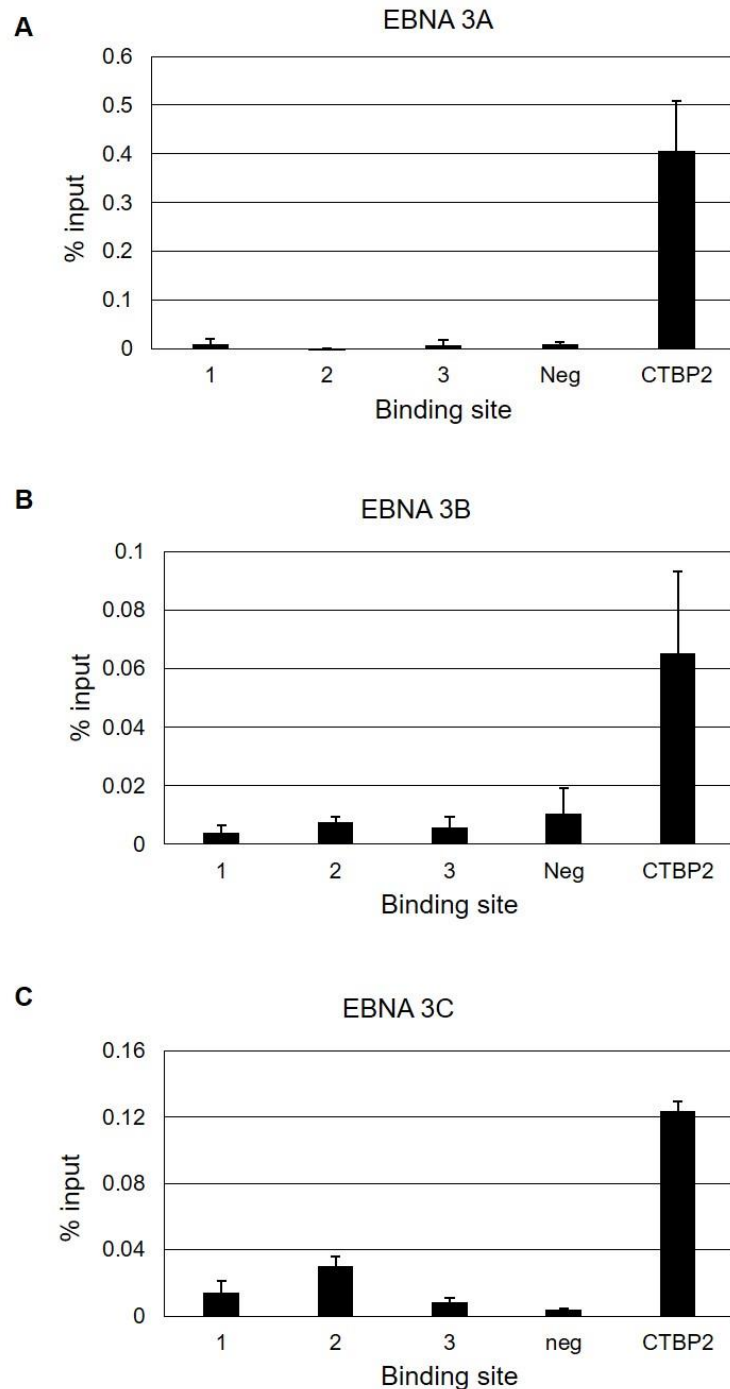 A
EBNA 3A
0.6
0.5
0.4
0.3
0.2
0.1
0
% input
1 2 3 Neg CTBP2
Binding site
B
EBNA 3B
0.1
0.08
0.06
0.04
0.02
0
% input
1 2 3 Neg CTBP2
Binding site
C
EBNA 3C
0.16
0.12
0.08
0.04
0
% input
1 2 3 neg CTBP2
Binding site